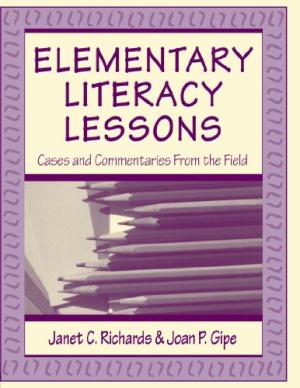 ELEMENTARY
LITERACY
LESSONS
Cases and Commentaries From the Field
Janet C. Richards & Joan P. Gipe